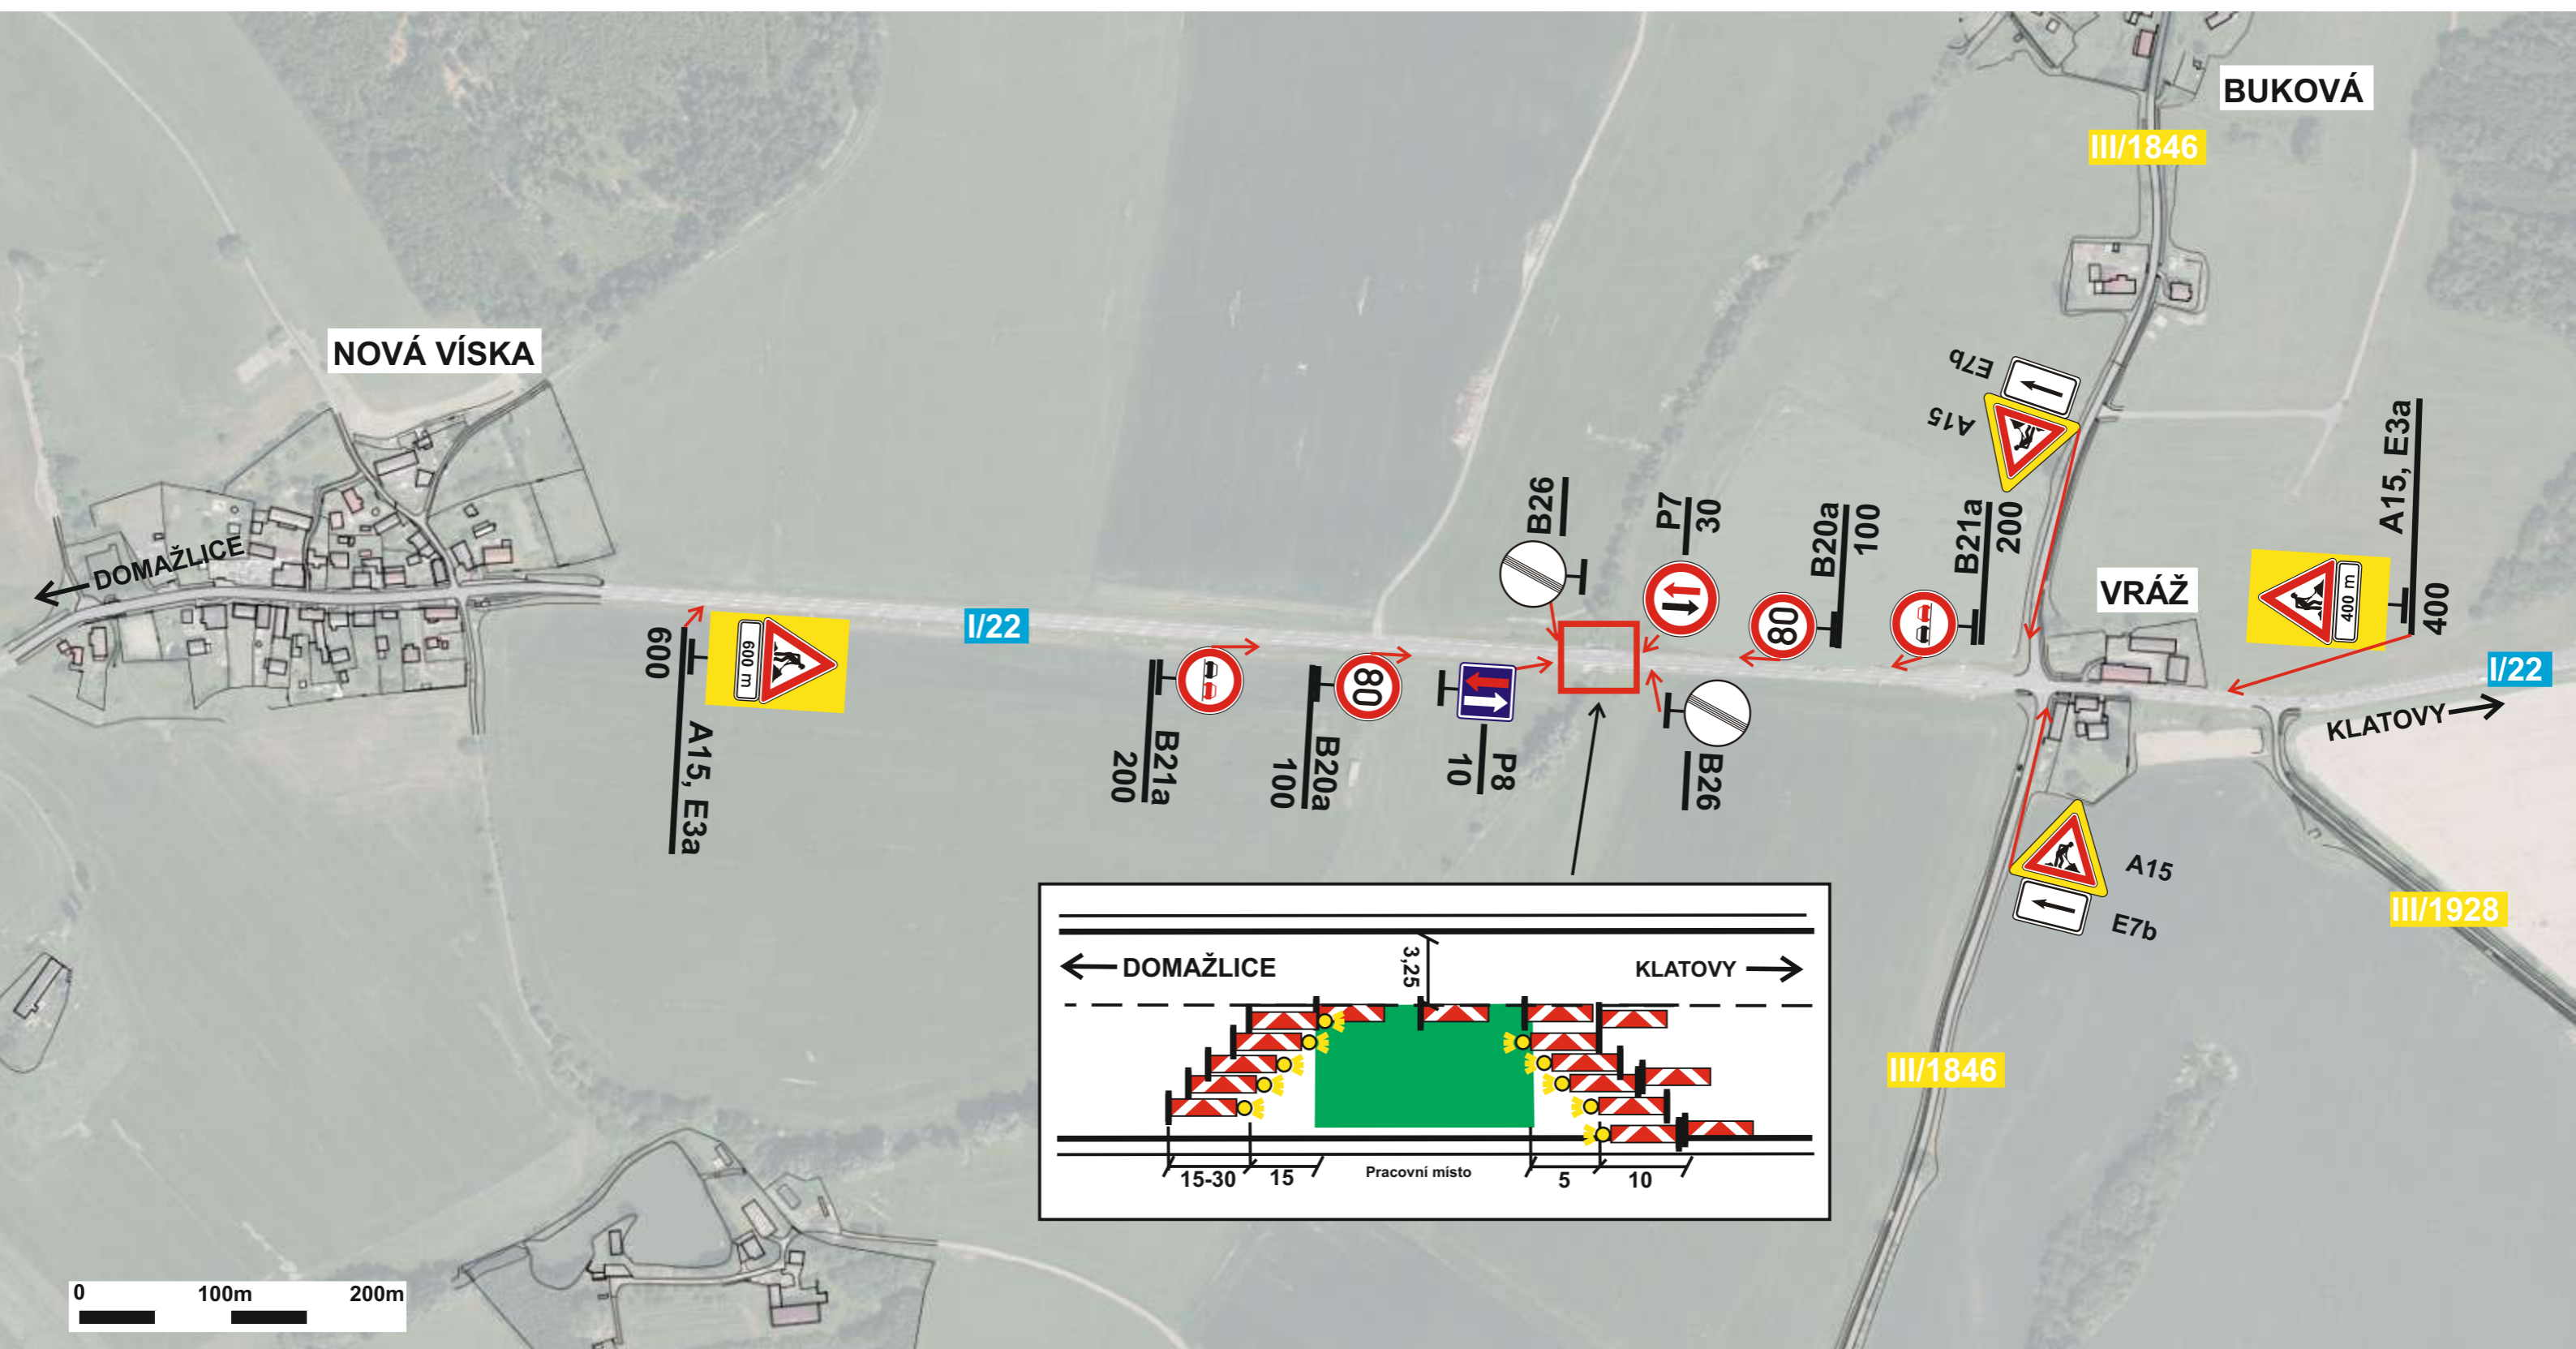 BUKOVÁ
III/1846
NOVÁ VÍSKA
DOMAŽLICE
I/22
600
600 m
A15, E3a
B21a
200
80
B20a
100
P8
10
B26
B26
P7
30
80
B20a
100
B21a
200
E7b
A15
VRÁŽ
A15, E3a
400
400 m
I/22
KLATOVY
A15
E7b
III/1928
III/1846
DOMAŽLICE
3,25
KLATOVY
15-30
15
Pracovní místo
5
10
0
100m
200m